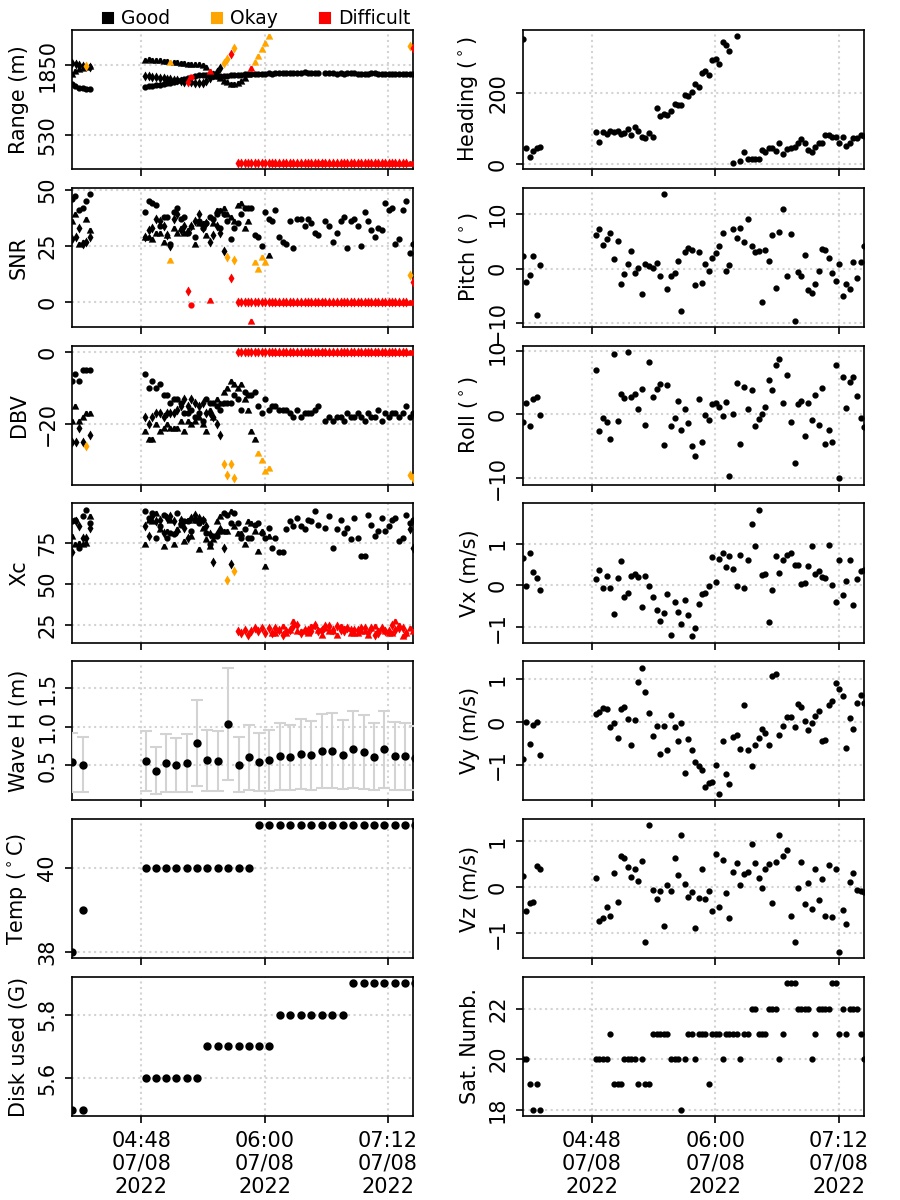 Good Okay Difficult
Range (m)
1850
530
Heading (°)
200
0
SNR
50
25
0
Pitch (°)
10
0
−10
DBV
0
−20
Roll (°)
10
0
−10
Xc
75
50
25
Vx (m/s)
1
0
−1
Wave H (m)
1.5
1.0
0.5
Vy (m/s)
1
0
−1
Temp (°C)
40
38
Vz (m/s)
1
0
−1
Disk used (G)
5.8
5.6
Sat. Numb.
22
20
18
04:48 06:00 07:12
07/08 07/08 07/08
2022 2022 2022
04:48 06:00 07:12
07/08 07/08 07/08
2022 2022 2022